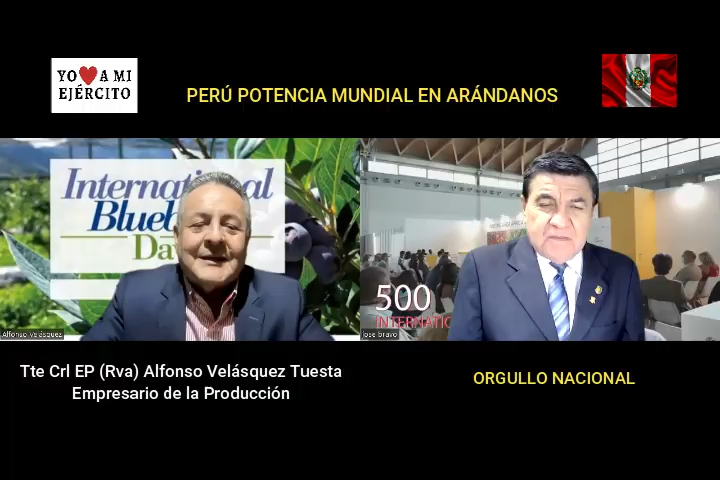 YO A MI
EJÉRCITO
PERÚ POTENCIA MUNDIAL EN ARÁNDANOS
International
Blueb
Da
Alfonso Velásquez
500
INTERNATIO
jose bravo
Tte Crl EP (Rva) Alfonso Velásquez Tuesta
Empresario de la Producción
ORGULLO NACIONAL